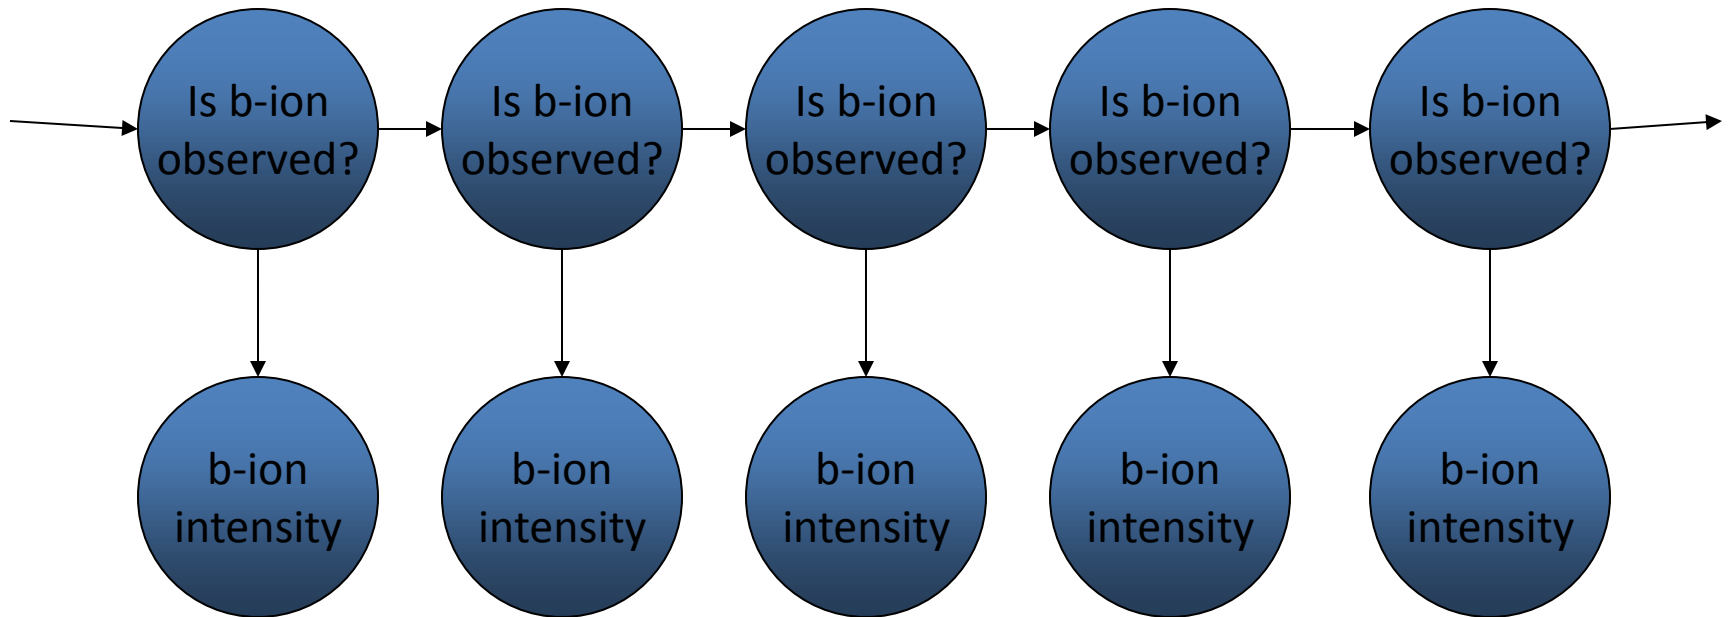 Is b-ion
observed?
Is b-ion
observed?
Is b-ion
observed?
Is b-ion
observed?
Is b-ion
observed?
b-ion
intensity
b-ion
intensity
b-ion
intensity
b-ion
intensity
b-ion
intensity